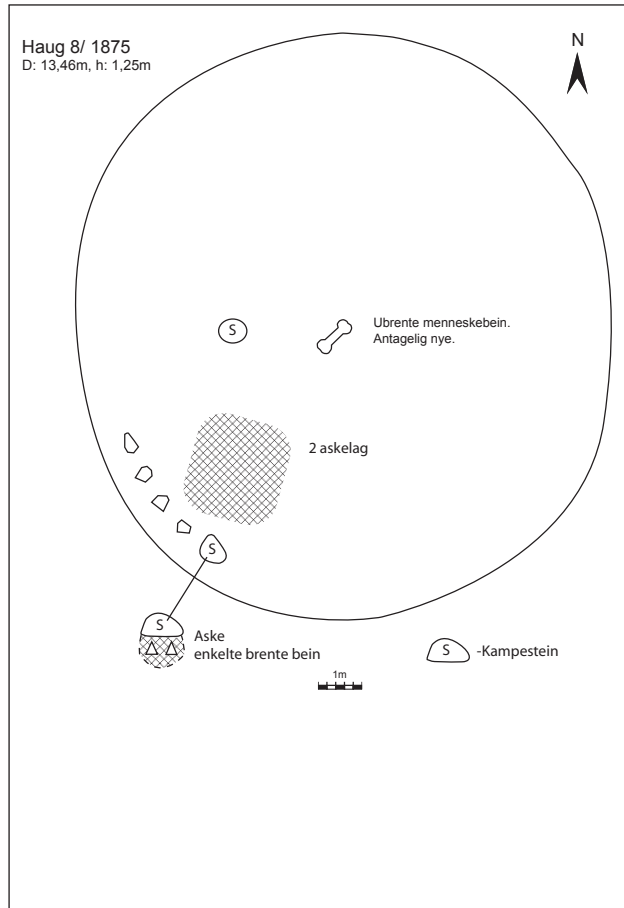 Haug 8/ 1875
D: 13,46m, h: 1,25m
N
S
Ubrente menneskebein.
Antagelig nye.
2 askelag
S
S
Aske
enkelte brente bein
S
-Kampestein
1m